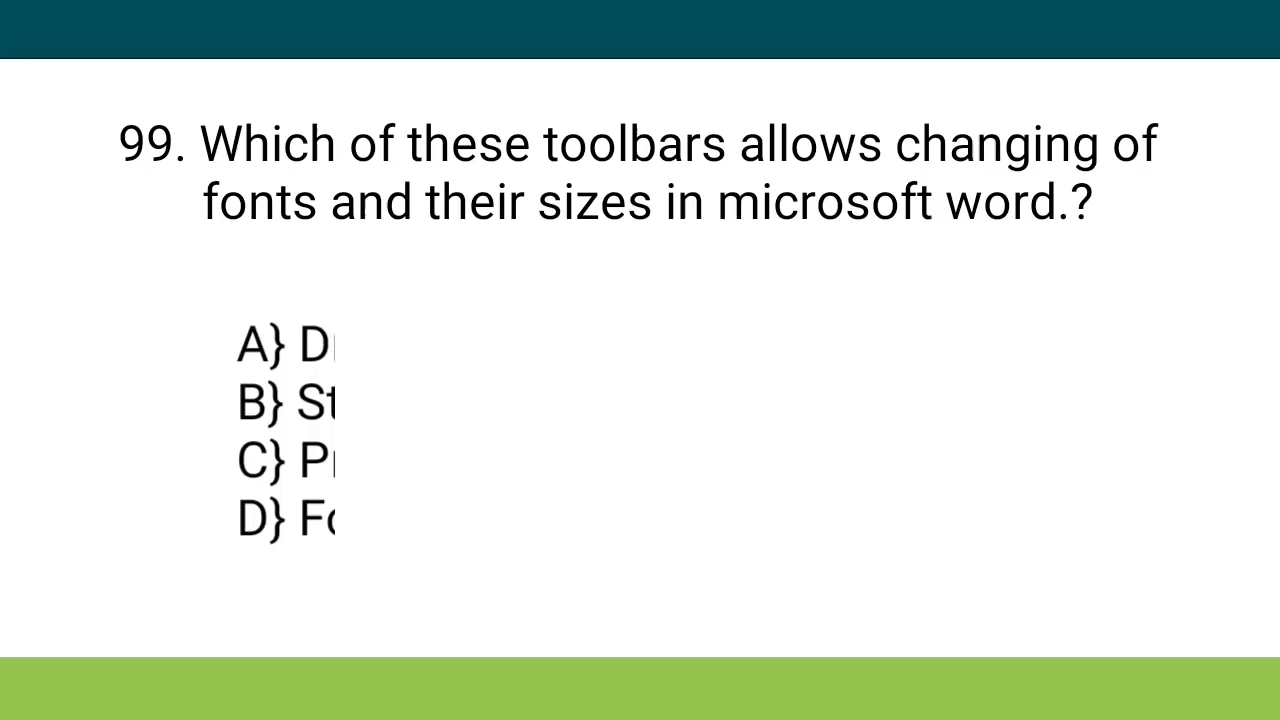 99. Which of these toolbars allows changing of
fonts and their sizes in microsoft word.?
A}
B}
C}
D}